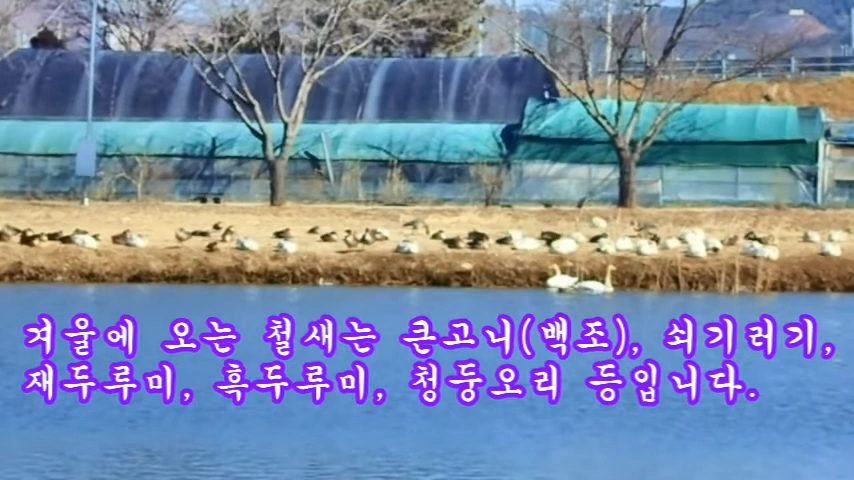 겨울에 오는 철새는 큰고니(백조), 쇠기러기,
재두루미, 흑두루미, 청둥오리 등입니다.